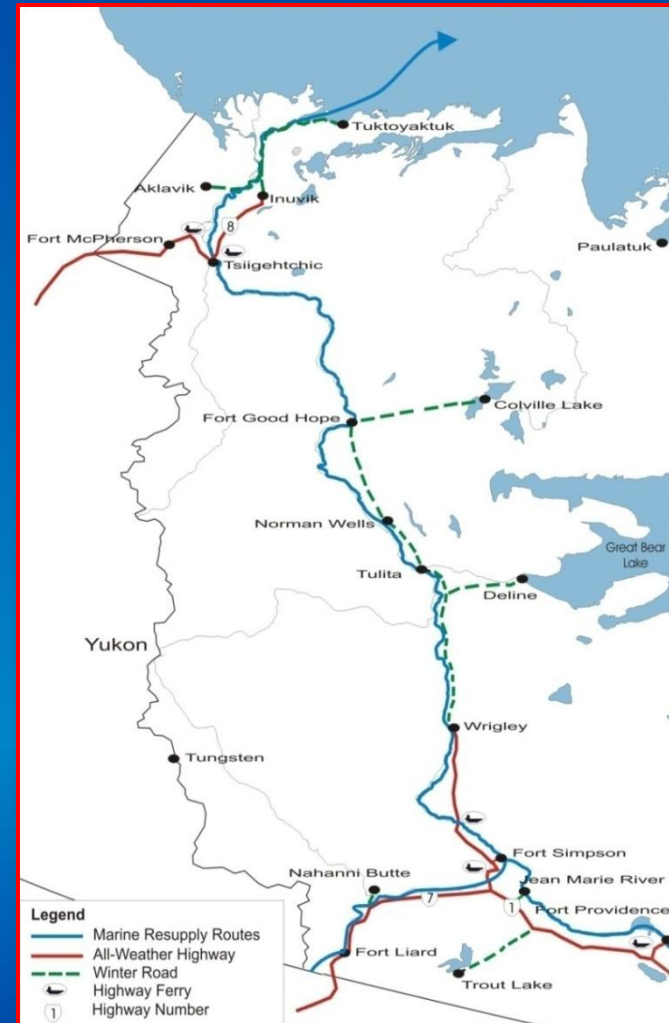 Tuktoyaktuk
Aklavik
Inuvik
8
Fort McPherson
Tsiigehtchic
Paulatuk
Colville Lake
Fort Good Hope
Norman Wells
Great Bear
Lake
Tulita
Deline
Yukon
Wrigley
Tungsten
Fort Simpson
Nahanni Butte
Jean Marie River
7
1
Fort Providence
Fort Liard
Trout Lake
Legend
Marine Resupply Routes
All-Weather Highway
Winter Road
Highway Ferry
1
Highway Number